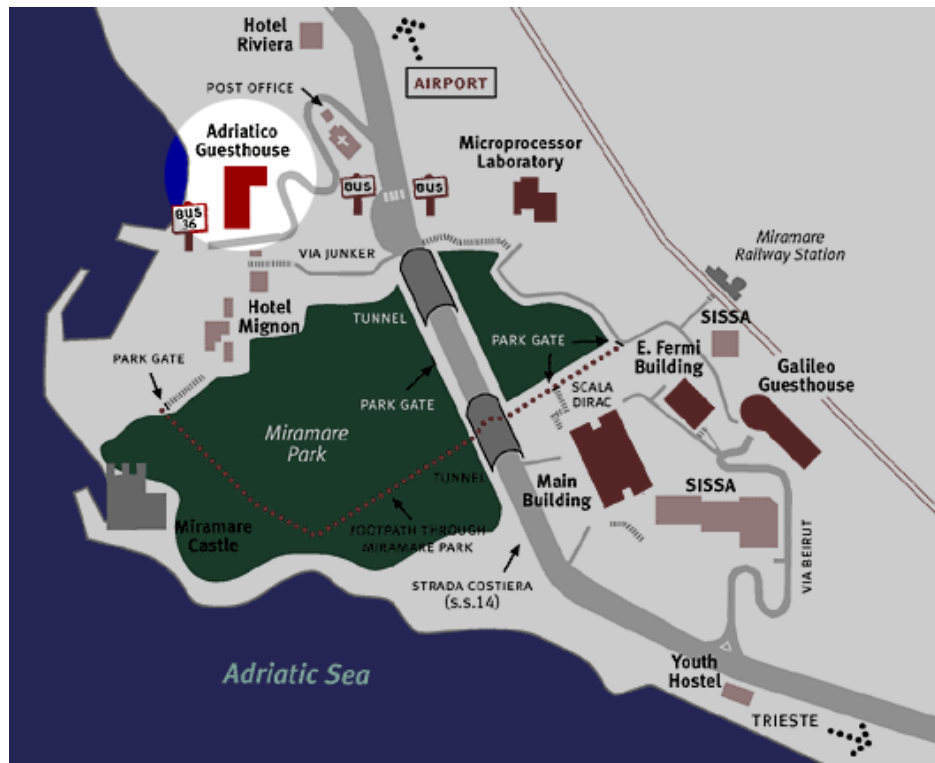 Hotel
Riviera
AIRPORT
POST OFFICE
Adriatico
Guesthouse
Microprocessor
Laboratory
BUS
BUS
BUS
36
VIA JUNKER
Miramare
Railway Station
Hotel
Mignon
TUNNEL
SISSA
PARK GATE
E. Fermi
Building
PARK GATE
Galileo
Guesthouse
PARK GATE
SCALA
DIRAC
Miramare
Park
TUNNEL
Main
Building
SISSA
Miramare
Castle
FOOTPATH THROUGH
MIRAMARE PARK
STRADA COSTIERA
(s.s.14)
VIA BEIRUT
Adriatic Sea
Youth
Hostel
TRIESTE